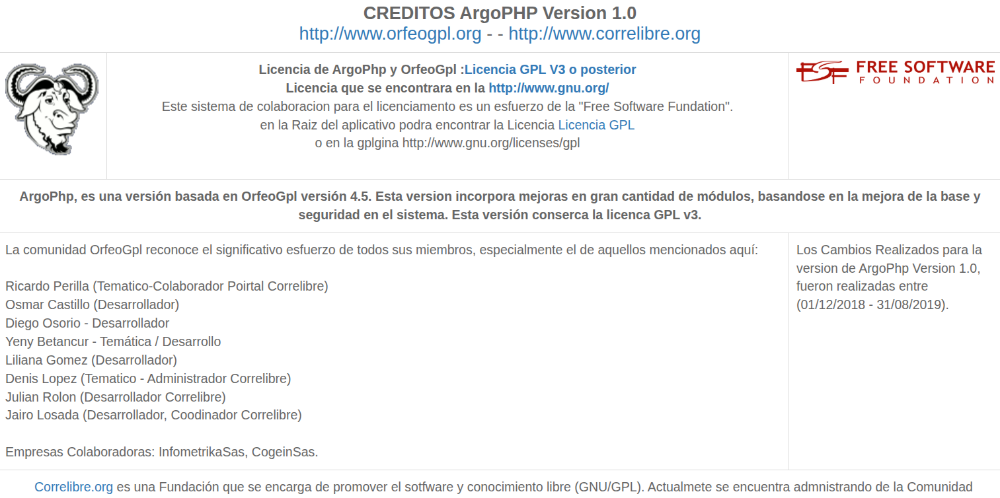 CREDITOS ArgoPHP Version 1.0
http://www.orfeogpl.org - - http://www.correlibre.org
Licencia de ArgoPhp y OrfeoGpl :Licencia GPL V3 o posterior
Licencia que se encontrara en la http://www.gnu.org/
Este sistema de colaboracion para el licenciamento es un esfuerzo de la "Free Software Fundation".
en la Raiz del aplicativo podra encontrar la Licencia Licencia GPL
o en la gplgina http://www.gnu.org/licenses/gpl
FREE SOFTWARE
FOUNDATION
ArgoPhp, es una versión basada en OrfeoGpl versión 4.5. Esta version incorpora mejoras en gran cantidad de módulos, basandose en la mejora de la base y
seguridad en el sistema. Esta versión conserca la licenca GPL v3.
La comunidad OrfeoGpl reconoce el significativo esfuerzo de todos sus miembros, especialmente el de aquellos mencionados aquí:
Ricardo Perilla (Tematico-Colaborador Poirtal Correlibre)
Osmar Castillo (Desarrollador)
Diego Osorio - Desarrollador
Yeny Betancur - Temática / Desarrollo
Liliana Gomez (Desarrollador)
Denis Lopez (Tematico - Administrador Correlibre)
Julian Rolon (Desarrollador Correlibre)
Jairo Losada (Desarrollador, Coodinador Correlibre)
Empresas Colaboradoras: InfometrikaSas, CogeinSas.
Los Cambios Realizados para la
version de ArgoPhp Version 1.0,
fueron realizadas entre
(01/12/2018 - 31/08/2019).
Correlibre.org es una Fundación que se encarga de promover el sotfware y conocimiento libre (GNU/GPL). Actualmete se encuentra admnistrando de la Comunidad